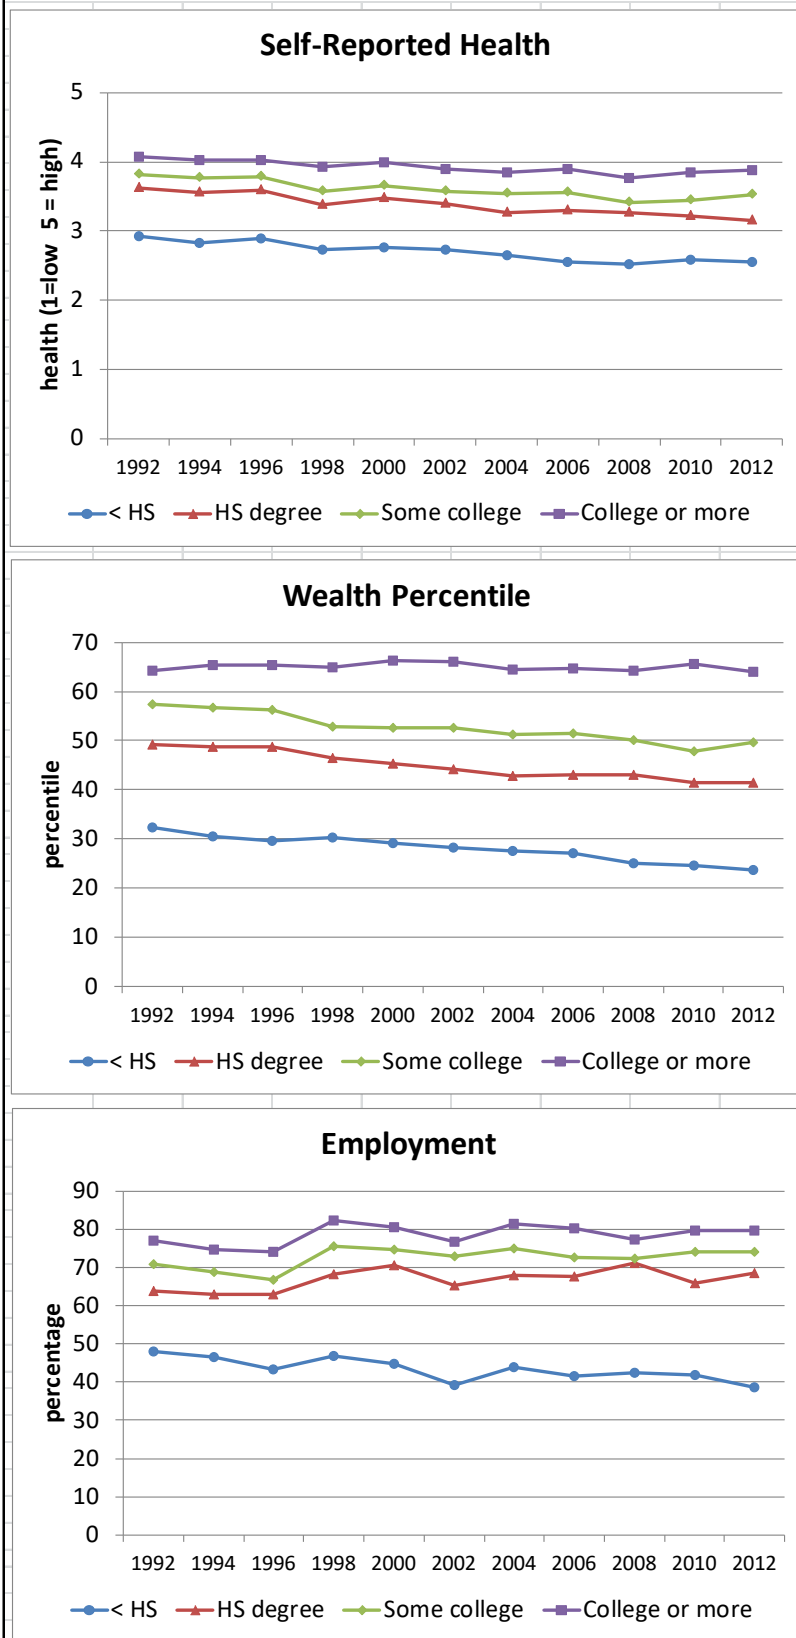 Self-Reported Health
health (1=low  5 = high)
5
4
3
2
1
0
1992 1994 1996 1998 2000 2002 2004 2006 2008 2010 2012
< HS HS degree Some college College or more
Wealth Percentile
percentile
70
60
50
40
30
20
10
0
1992 1994 1996 1998 2000 2002 2004 2006 2008 2010 2012
< HS HS degree Some college College or more
Employment
percentage
90
80
70
60
50
40
30
20
10
0
1992 1994 1996 1998 2000 2002 2004 2006 2008 2010 2012
< HS HS degree Some college College or more